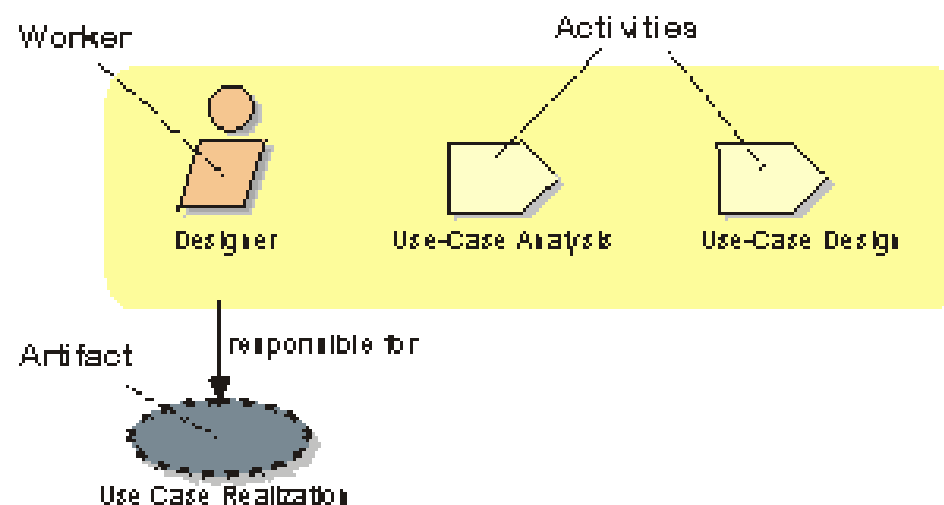 Worker
Activities
Designer
Use-Case Analysis
Use-Case Design
responsible for
Artifact
Use Case Realization